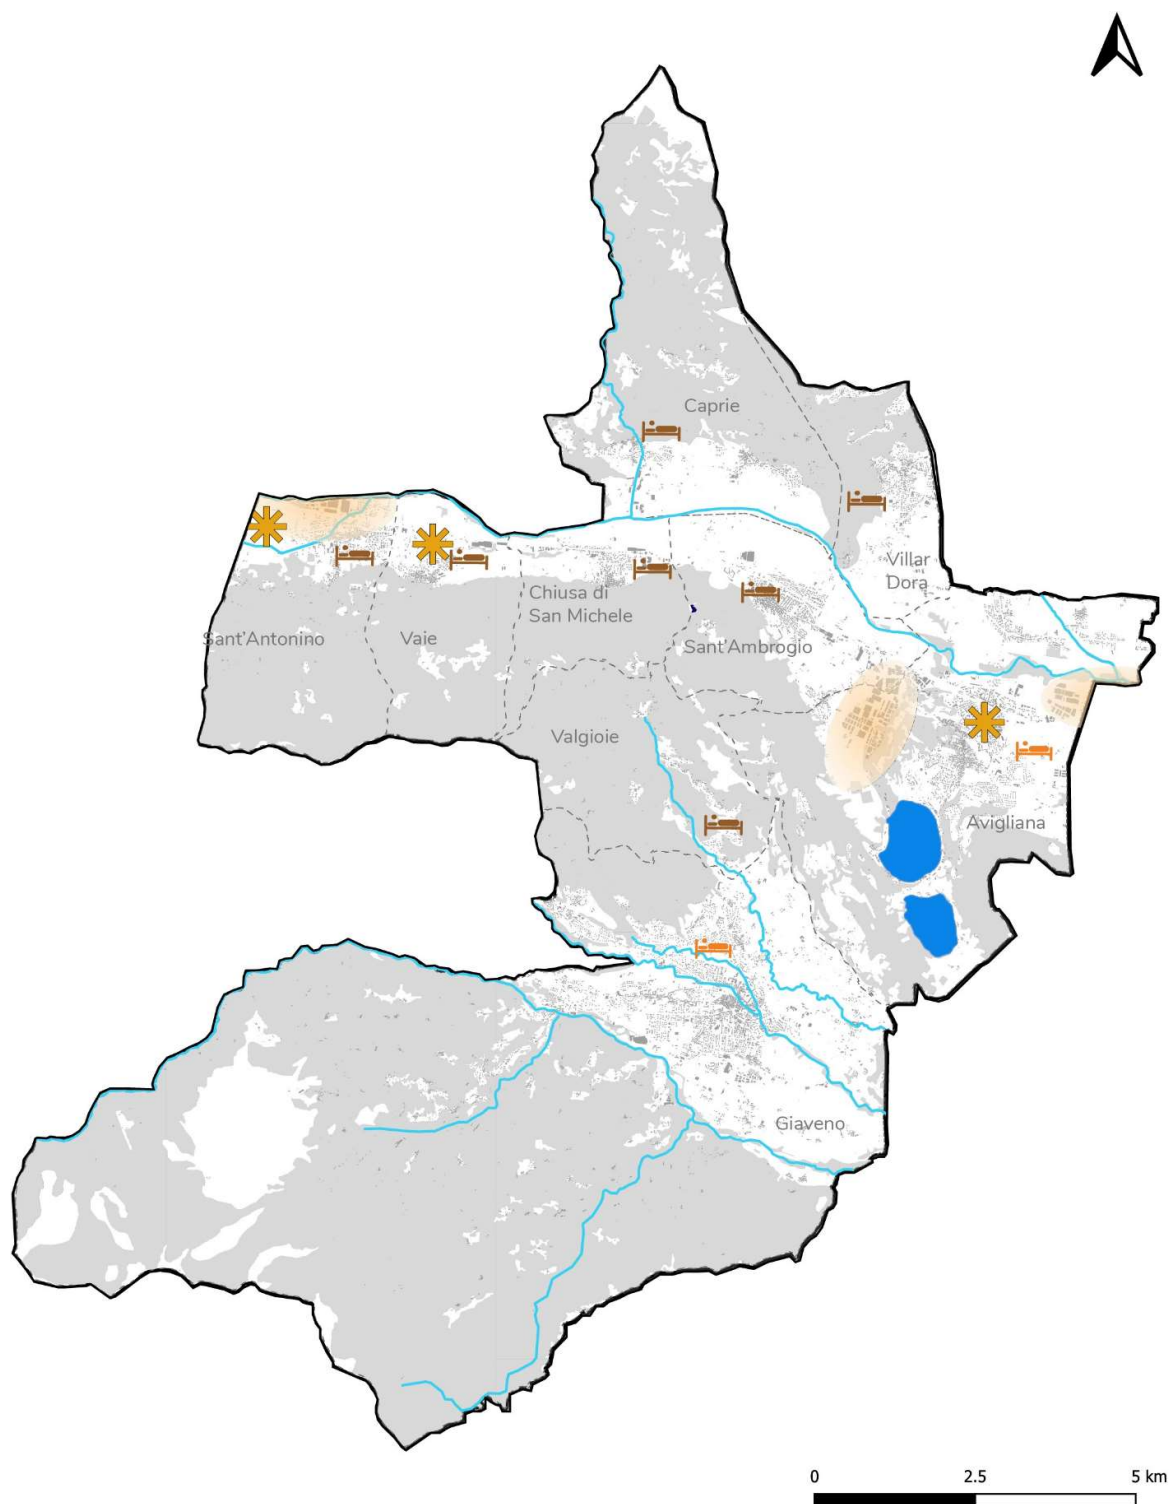 Caprie
Villar
Dora
Chiusa di
San Michele
Sant'Antonino
Vaie
Sant'Ambrogio
Valgioie
Avigliana
Giaveno
0 2.5 5 km